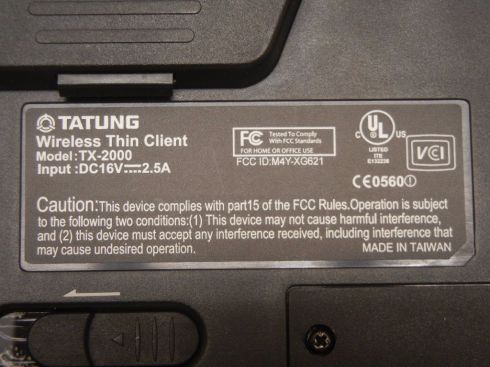 TATUNG
Wireless Thin Client
Model:TX-2000
Input:DC16V 2.5A
FC Tested To Comply
With FCC Standards
FOR HOME OR OFFICE USE
FCC ID:M4Y-XG621
C UL US
LISTED
ITE
E132238
VCI
CE0560!
Caution:This device complies with part15 of the FCC Rules.Operation is subject
to the following two conditions:(1) This device may not cause harmful interference,
and (2) this device must accept any interference received, including interference that
may cause undesired operation.
MADE IN TAIWAN